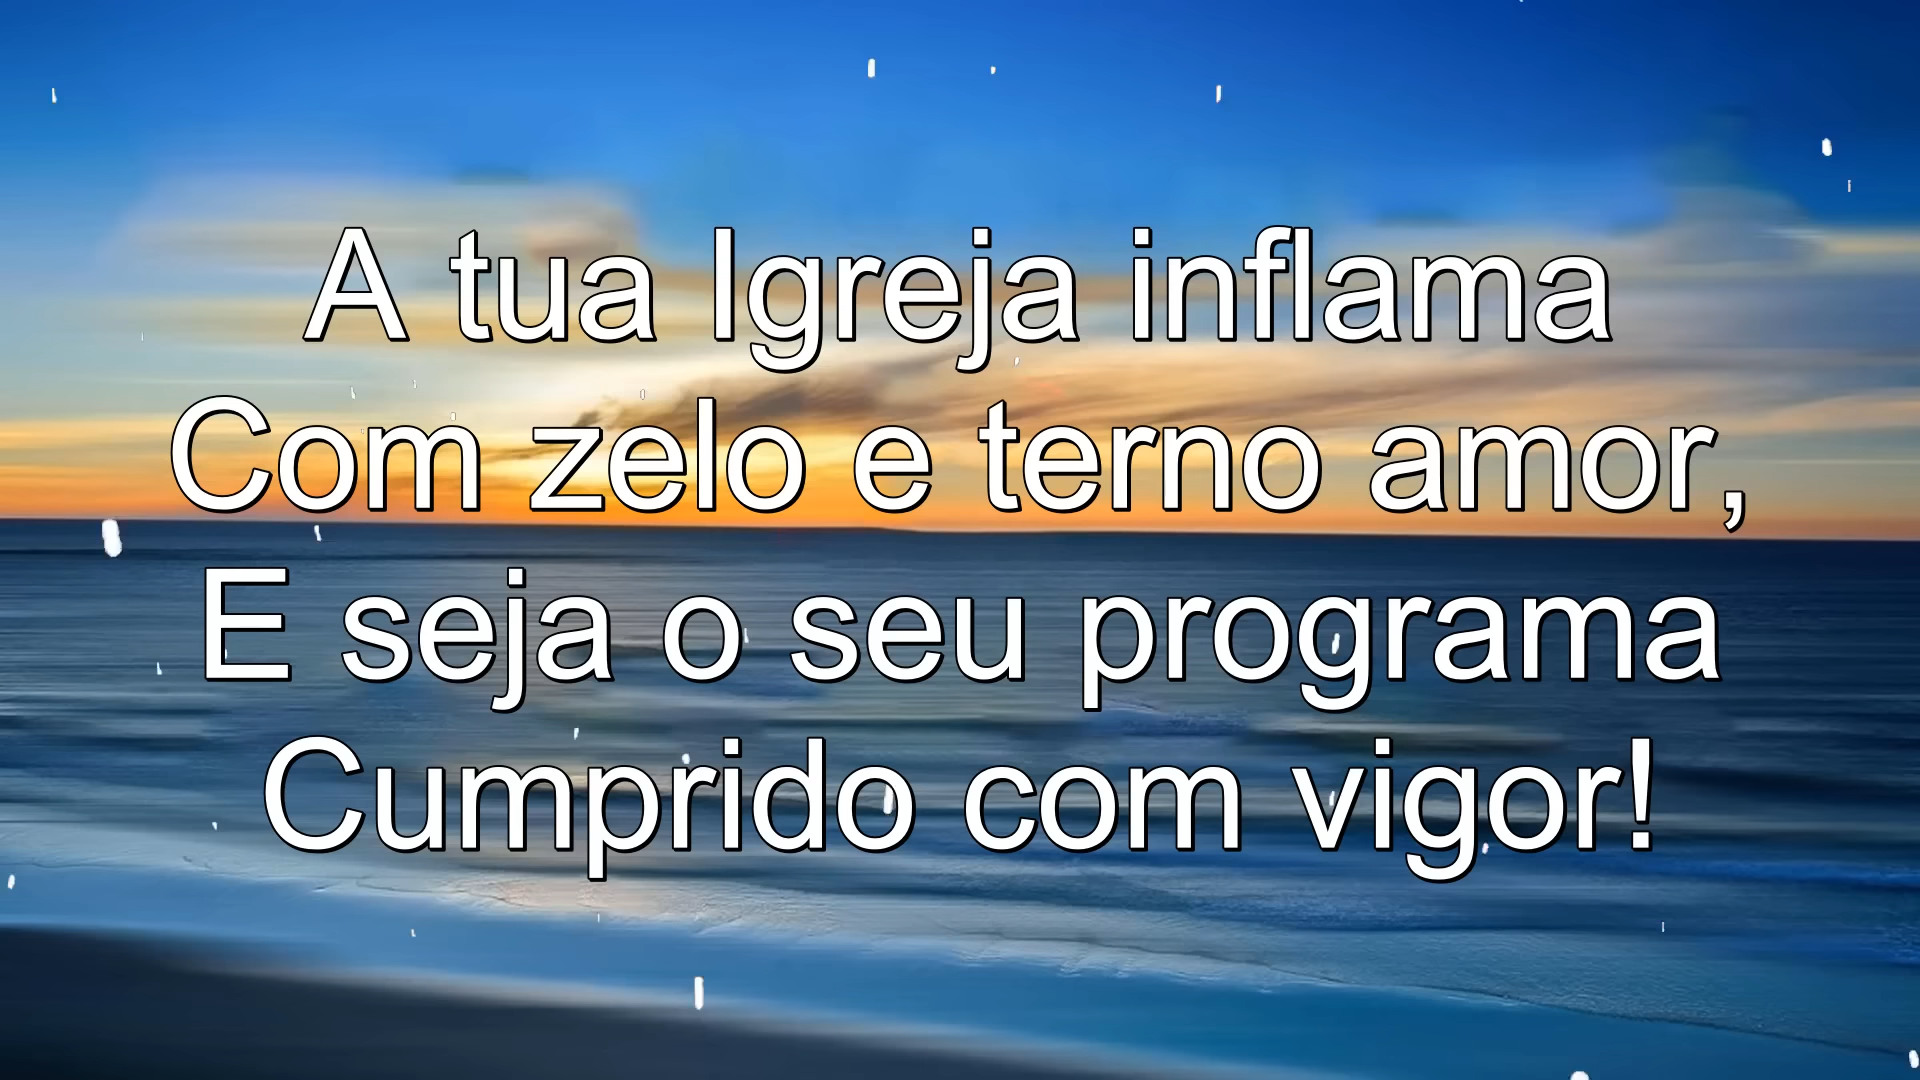 A tua Igreja inflama
Com zelo e terno amor,
E seja o seu programa
Cumprido com vigor!